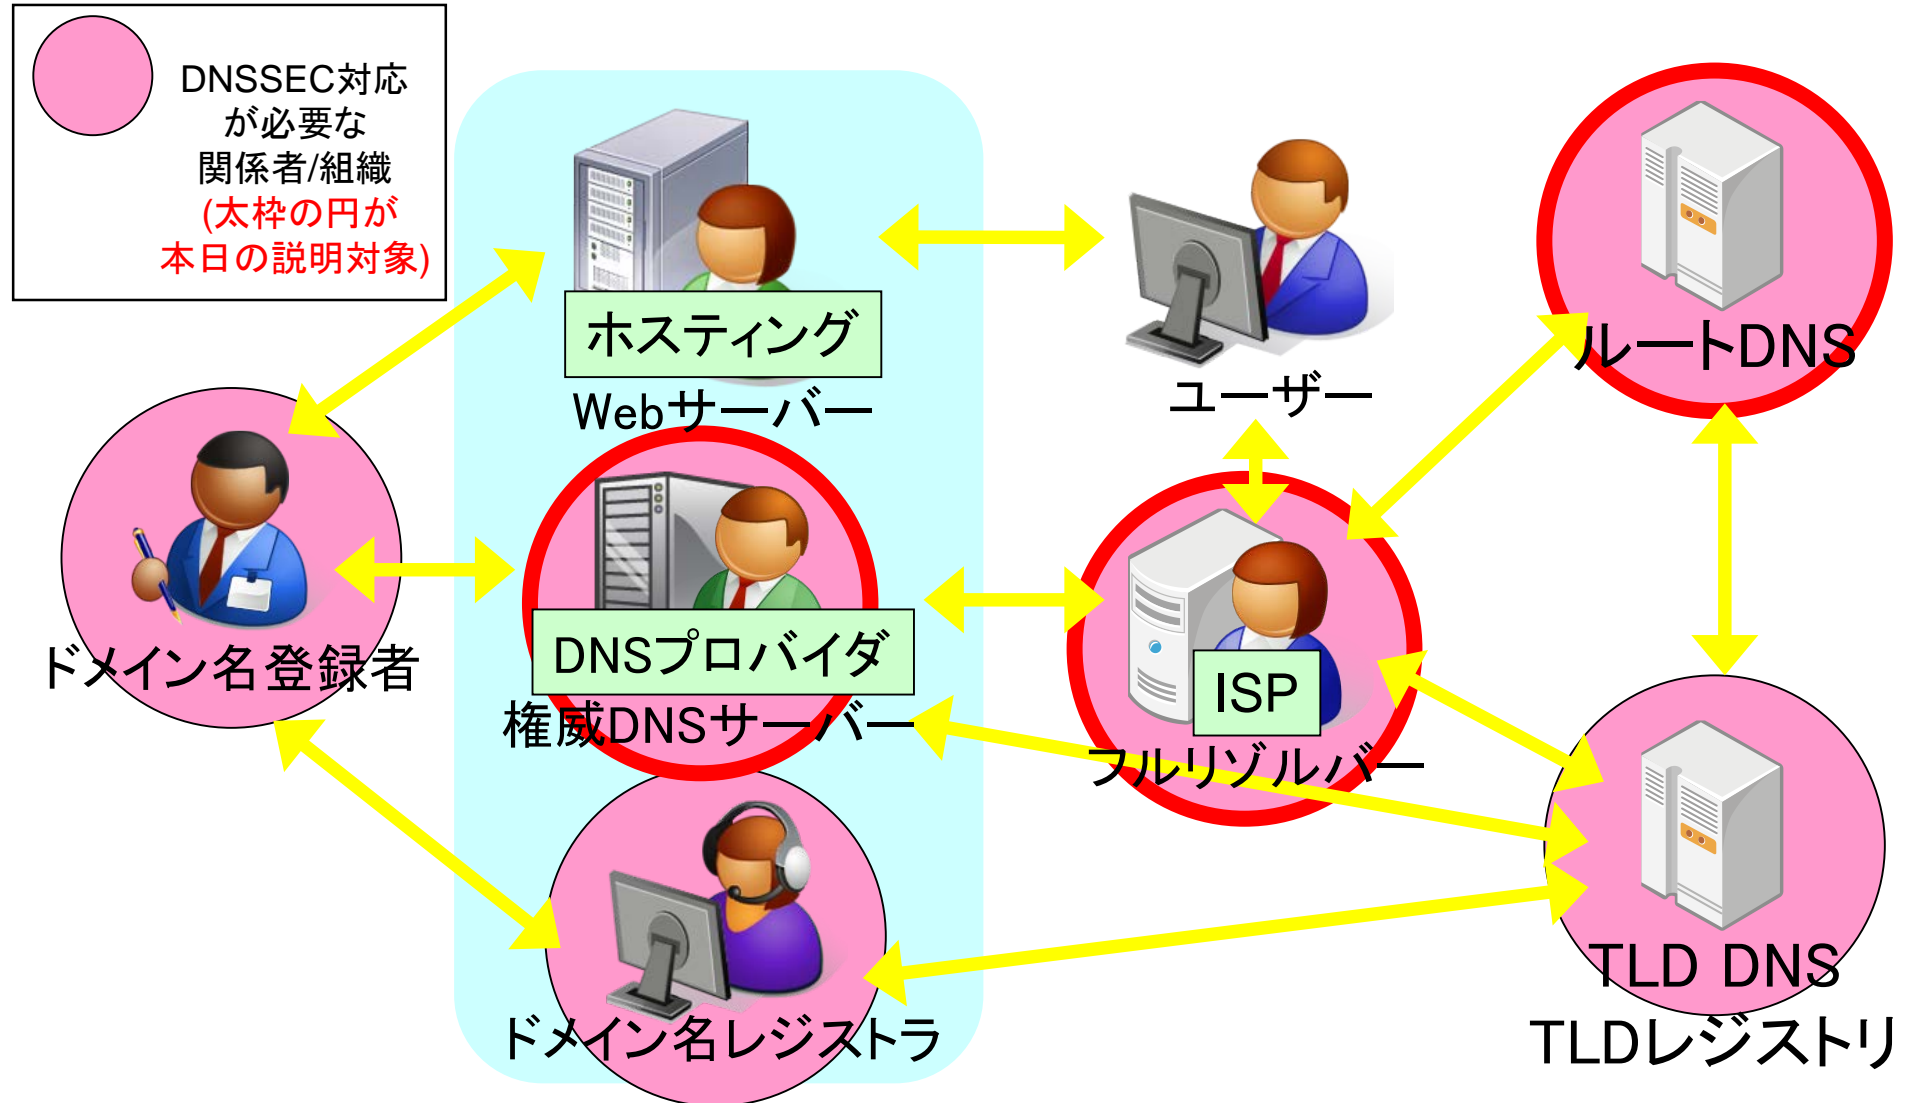 DNSSEC対応
が必要な
関係者/組織
(太枠の円が
本日の説明対象)
ホスティング
Webサーバー
ユーザー
ルートDNS
ドメイン名登録者
DNSプロバイダ
権威DNSサーバー
ISP
フルリゾルバー
ドメイン名レジストラ
TLD DNS
TLDレジストリ